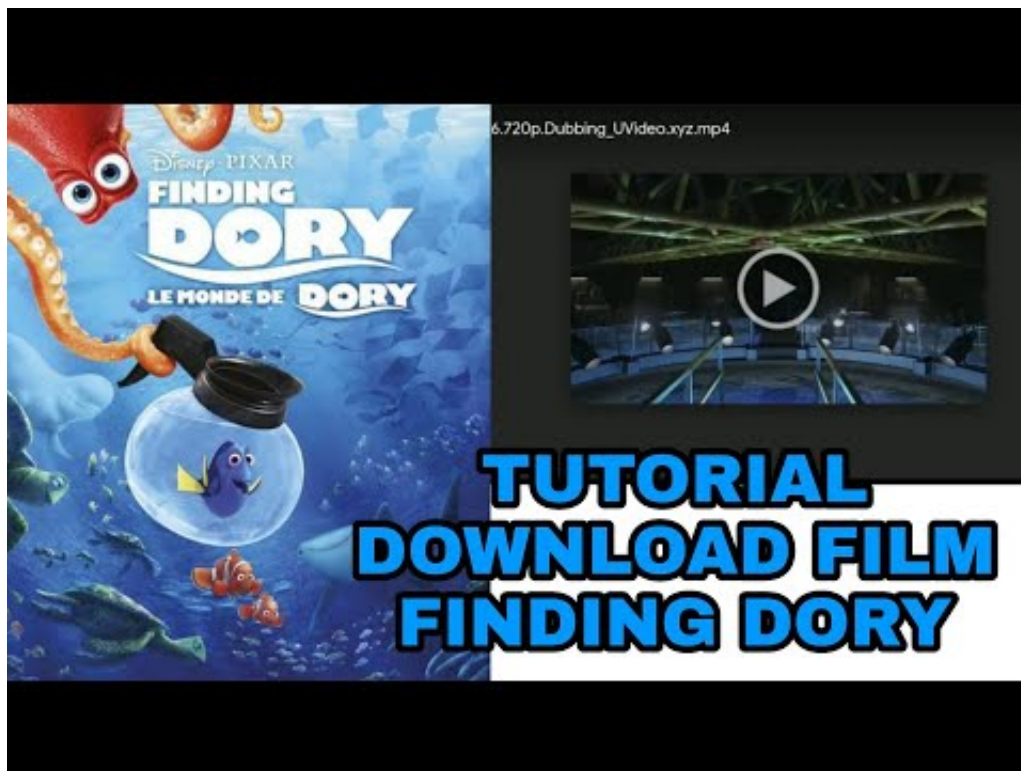 Disney · PIXAR
FINDING
DORY
LE MONDE DE DORY
6.720p.Dubbing_UVideo.xyz.mp4
TUTORIAL
DOWNLOAD FILM
FINDING DORY